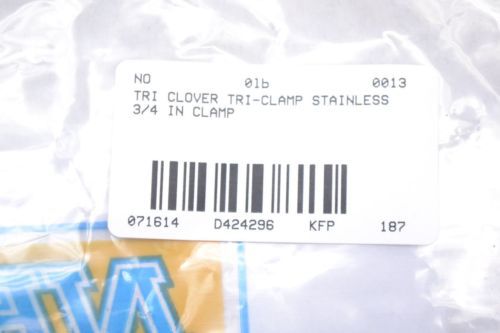 NO 01b 0013
TRI CLOVER TRI-CLAMP STAINLESS
3/4 IN CLAMP
071614 D424296 KFP 187